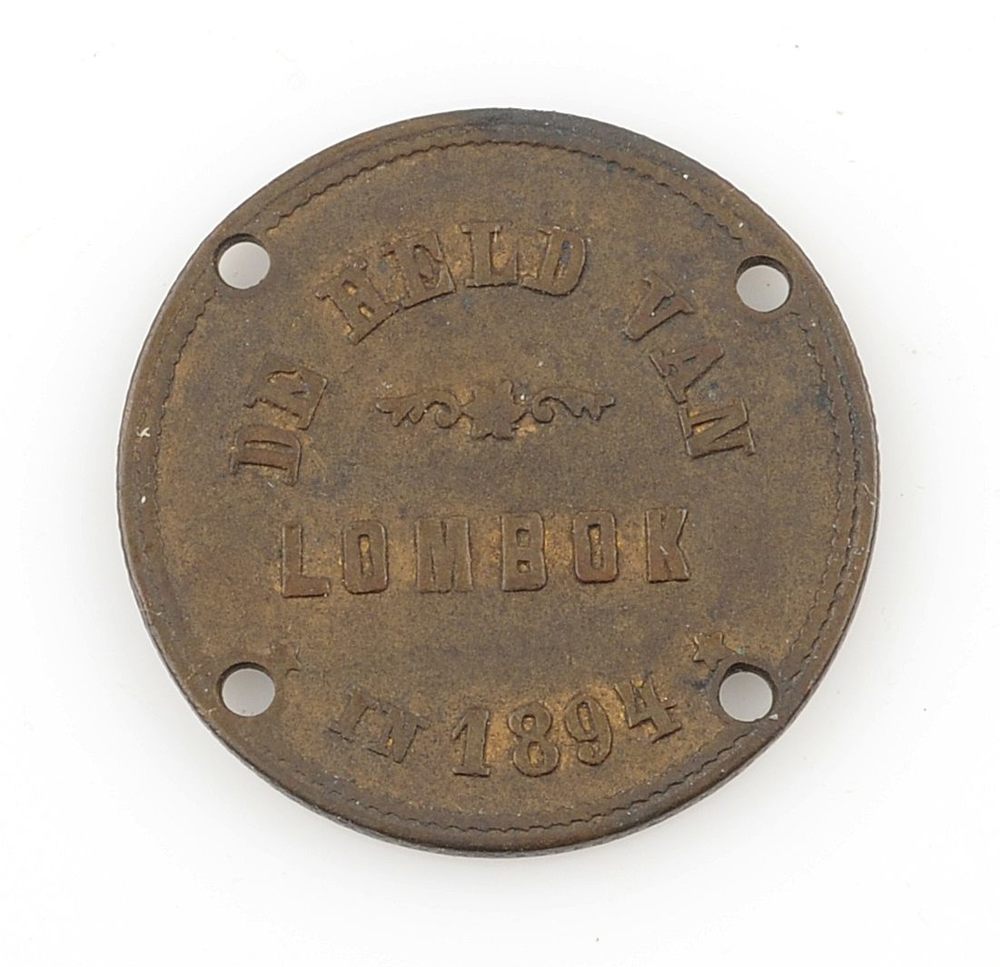 DE HELD VAN
LOMBOK
IN 1894